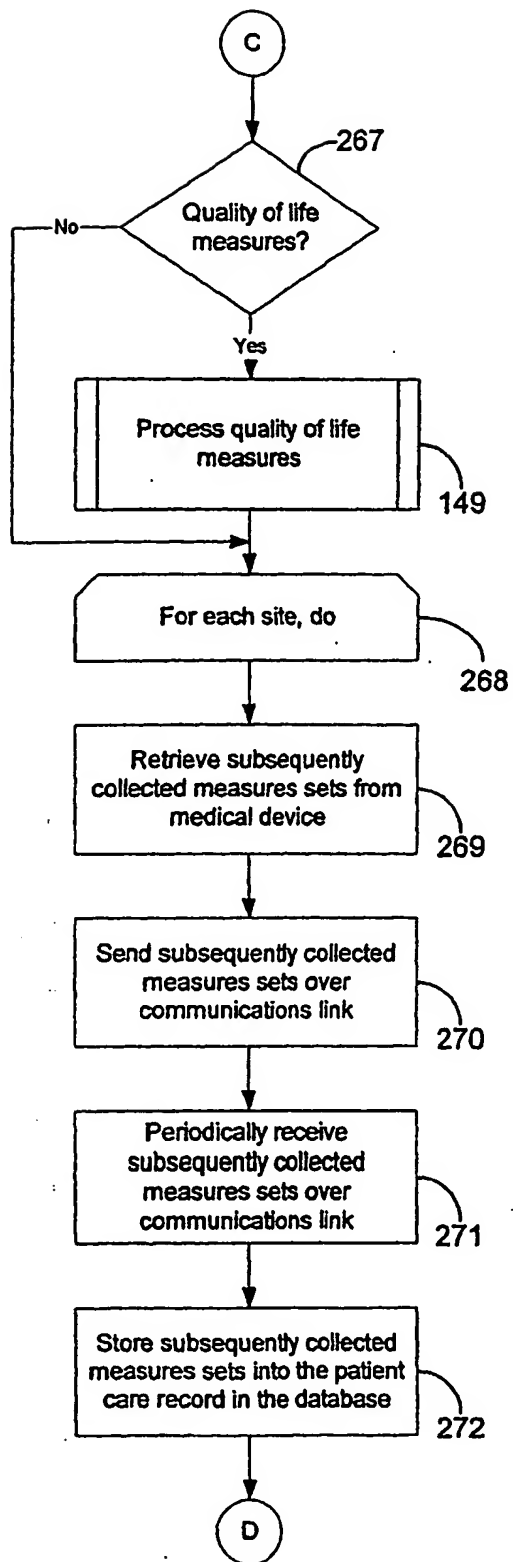 C
267
Quality of life
measures?
No
Yes
Process quality of life
measures
149
For each site, do
268
Retrieve subsequently
collected measures sets from
medical device
269
Send subsequently collected
measures sets over
communications link
270
Periodically receive
subsequently collected
measures sets over
communications link
271
Store subsequently collected
measures sets into the patient
care record in the database
272
D